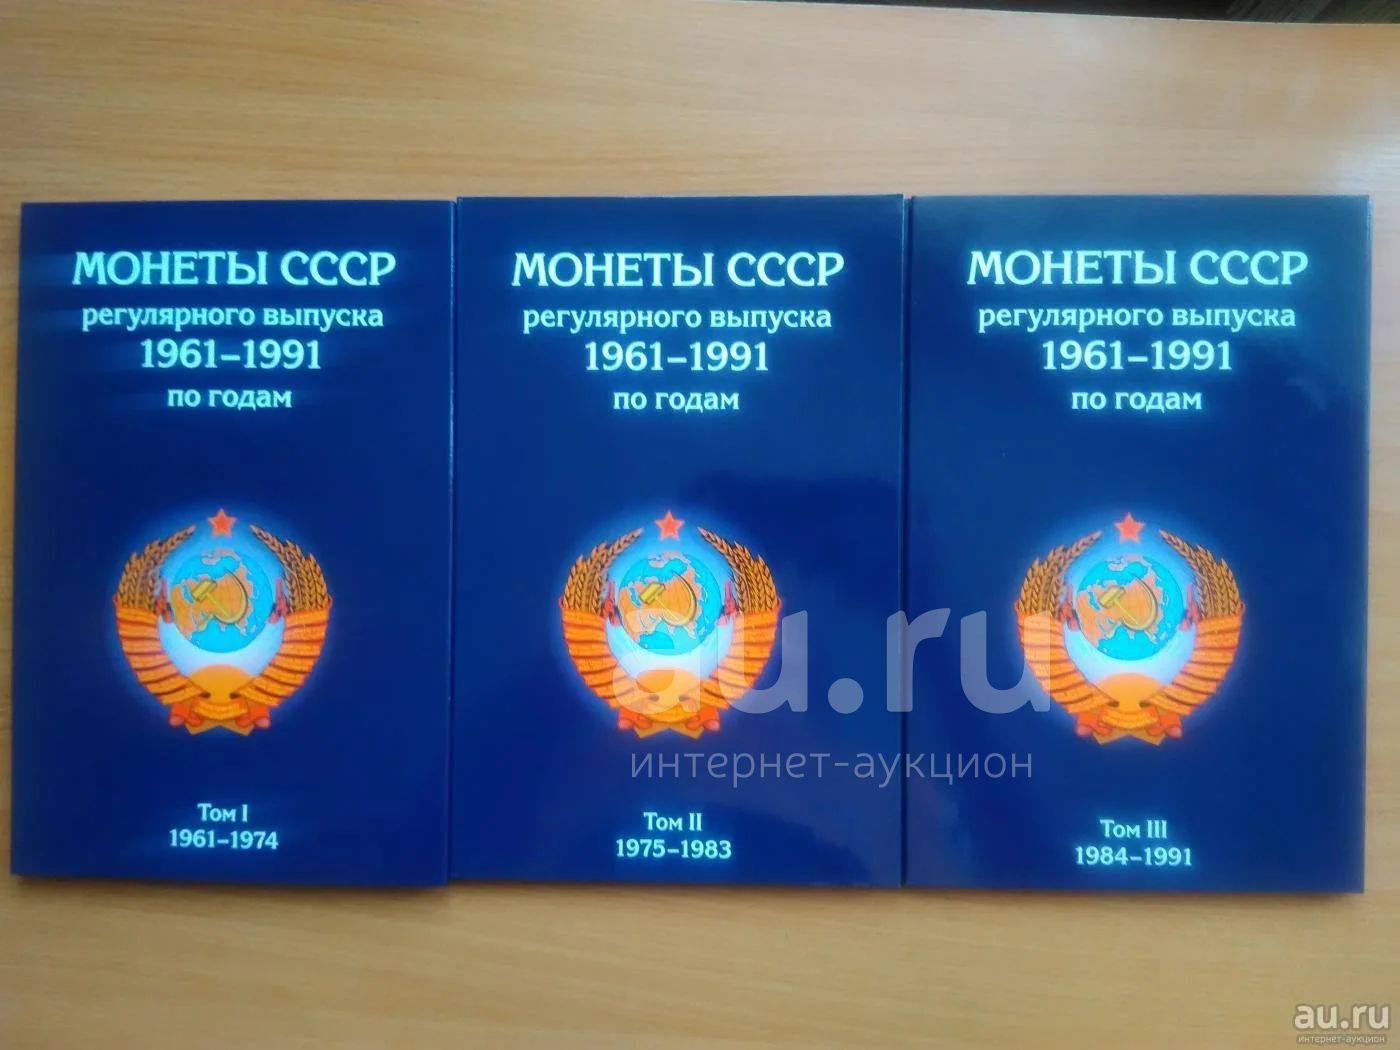 МОНЕТЫ СССР
регулярного выпуска
1961–1991
по годам
Том I
1961–1974
МОНЕТЫ СССР
регулярного выпуска
1961–1991
по годам
Том II
1975–1983
МОНЕТЫ СССР
регулярного выпуска
1961–1991
по годам
Том III
1984–1991
au.ru
интернет-аукцион
au.ru
интернет-аукцион